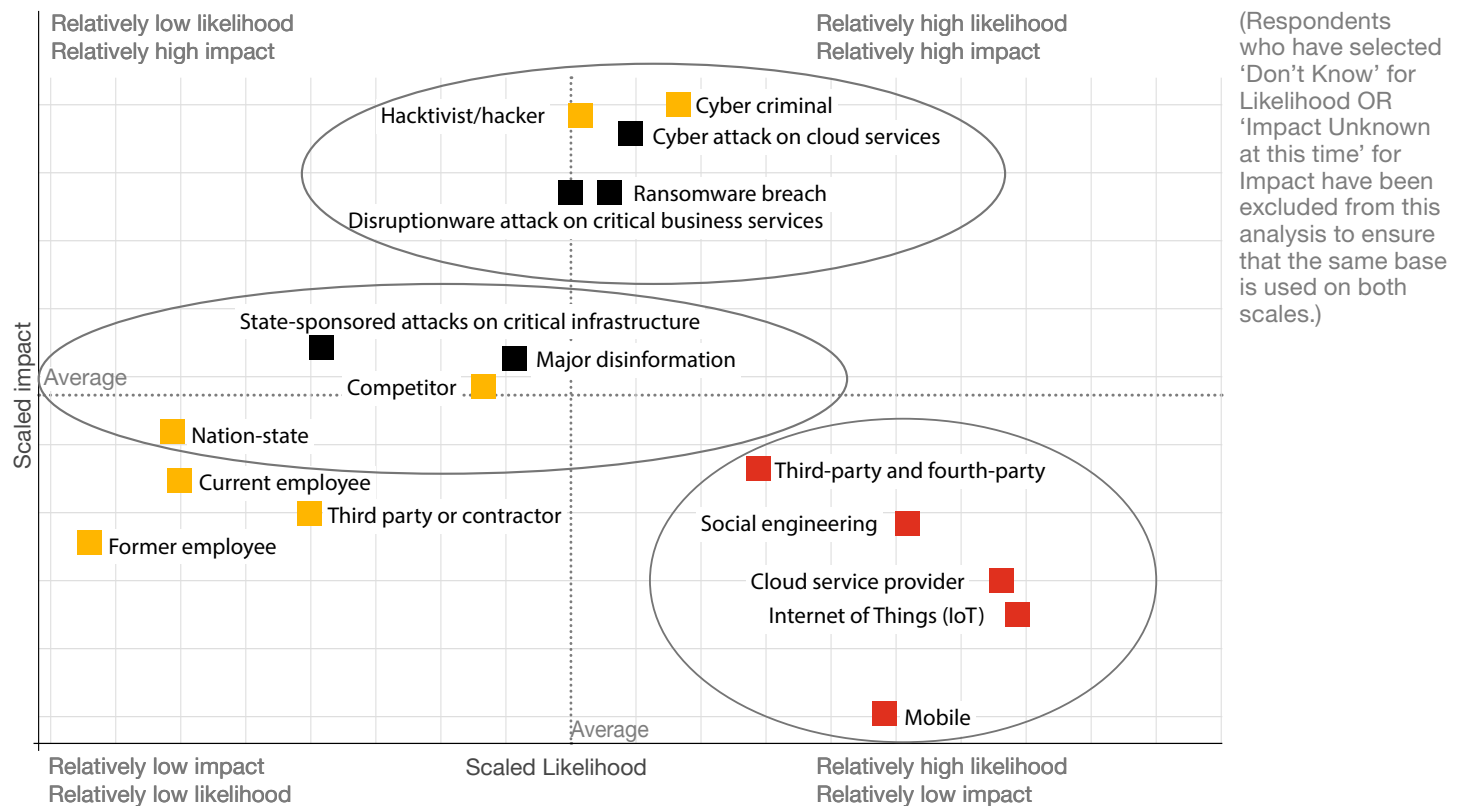 Relatively low likelihood
Relatively high impact
Relatively high likelihood
Relatively high impact
(Respondents
who have selected
‘Don’t Know’ for
Likelihood OR
‘Impact Unknown
at this time’ for
Impact have been
excluded from this
analysis to ensure
that the same base
is used on both
scales.)
Hacktivist/hacker
Cyber criminal
Cyber attack on cloud services
Ransomware breach
Disruptionware attack on critical business services
State-sponsored attacks on critical infrastructure
Major disinformation
Scaled impact
Average
Competitor
Nation-state
Current employee
Third party or contractor
Former employee
Third-party and fourth-party
Social engineering
Cloud service provider
Internet of Things (IoT)
Mobile
Average
Relatively low impact
Relatively low likelihood
Scaled Likelihood
Relatively high likelihood
Relatively low impact